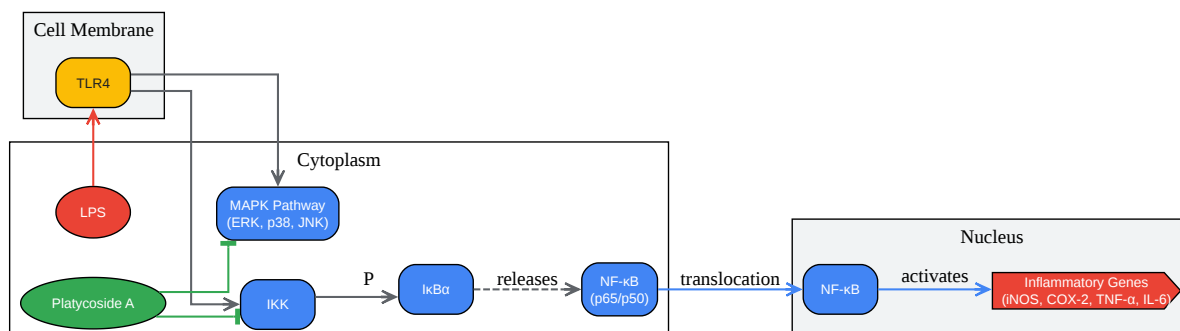 Cell Membrane
TLR4
Cytoplasm
LPS
MAPK Pathway
(ERK, p38, JNK)
Platycoside A
IKK
P
IκBα
releases
NF-κB
(p65/p50)
translocation
Nucleus
NF-κB
activates
Inflammatory Genes
(iNOS, COX-2, TNF-α, IL-6)